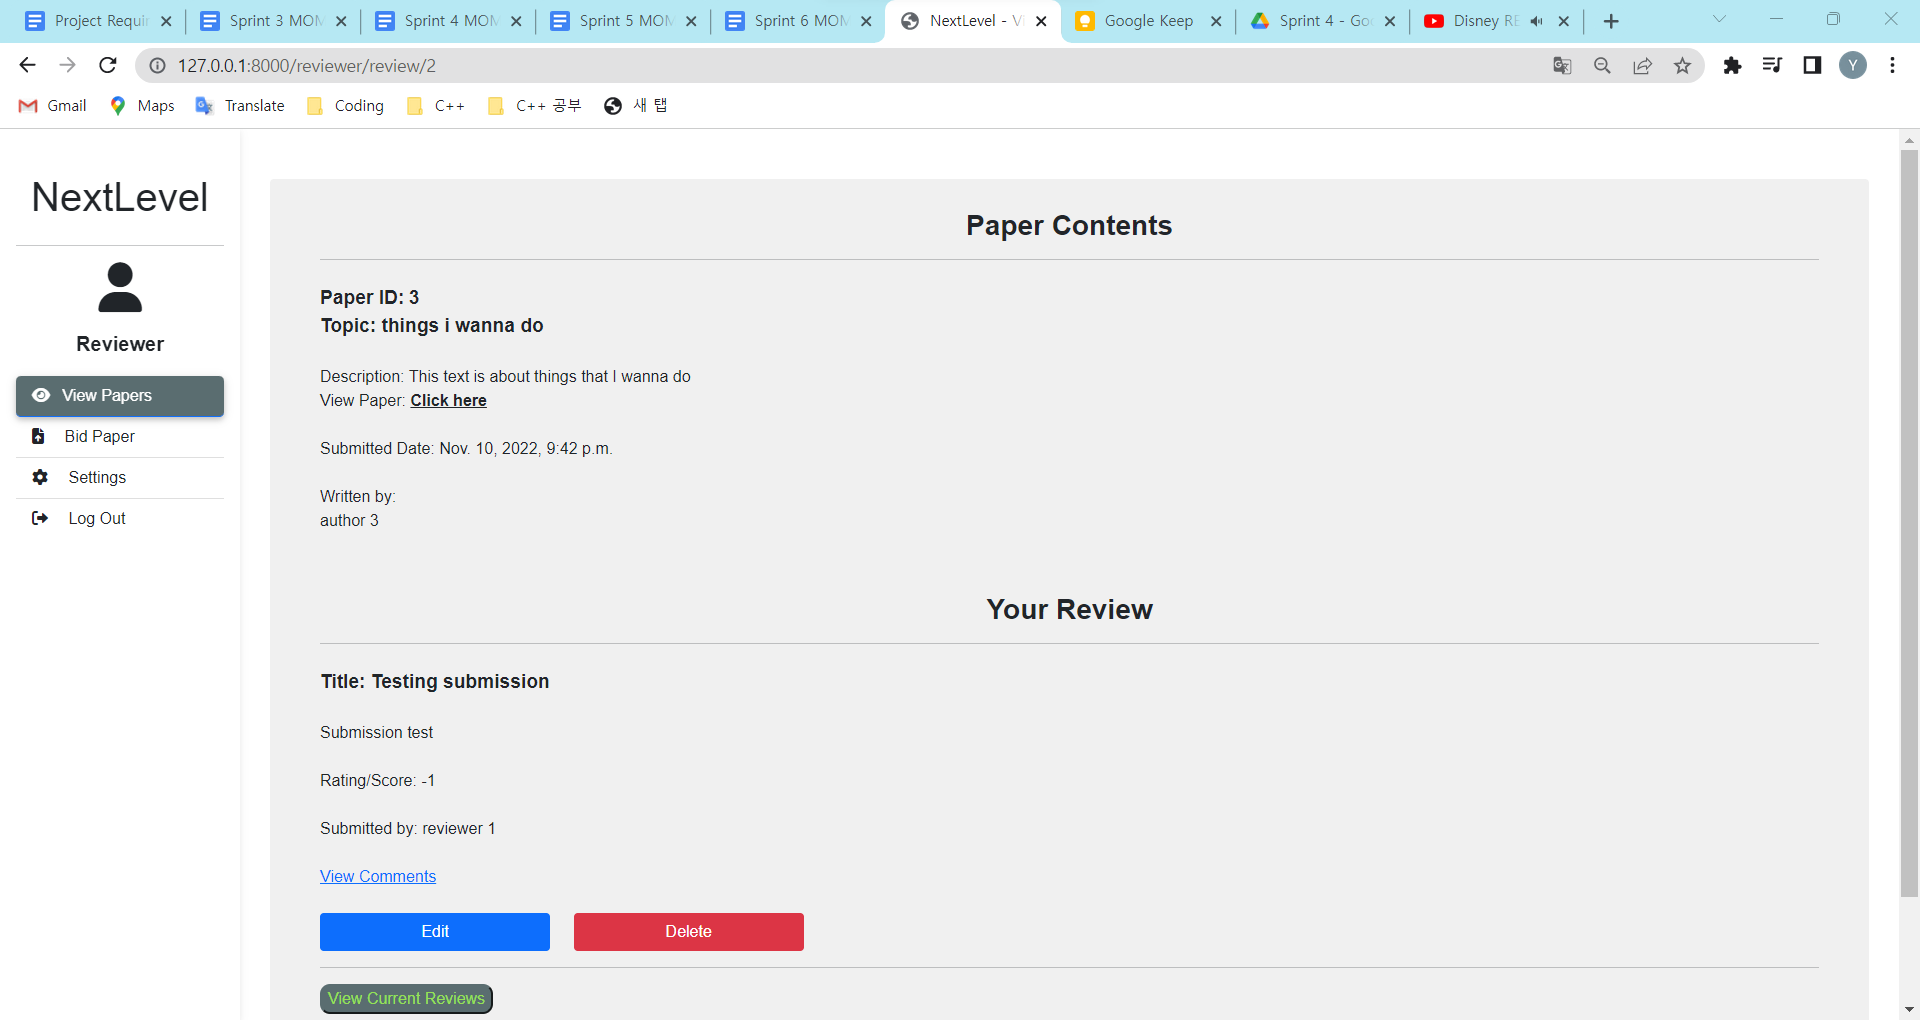 Project Requi
Sprint 3 MOM
Sprint 4 MOM
Sprint 5 MOM
Sprint 6 MOM
NextLevel - Vi
Google Keep
Sprint 4 - Goo
Disney RE
127.0.0.1:8000/reviewer/review/2
Y
Gmail
Maps
Translate
Coding
C++
C++ 공부
새 탭
NextLevel
Reviewer
View Papers
Bid Paper
Settings
Log Out
Paper Contents
Paper ID: 3
Topic: things i wanna do
Description: This text is about things that I wanna do
View Paper: Click here
Submitted Date: Nov. 10, 2022, 9:42 p.m.
Written by:
author 3
Your Review
Title: Testing submission
Submission test
Rating/Score: -1
Submitted by: reviewer 1
View Comments
Edit
Delete
View Current Reviews